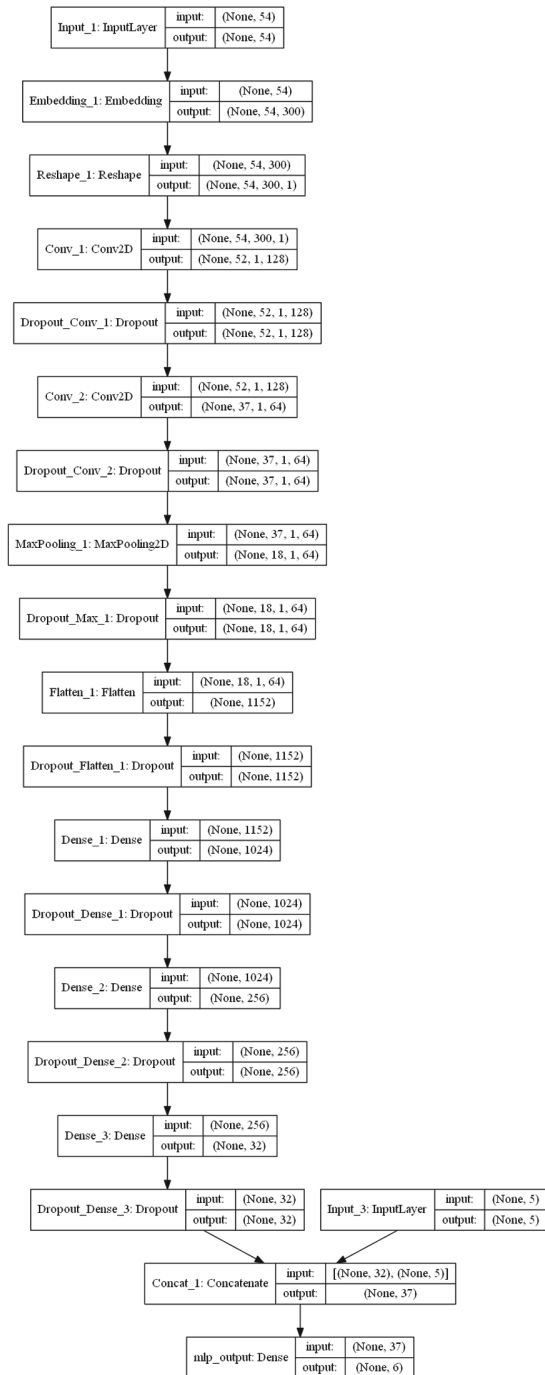 Input_1: InputLayer input: (None, 54)
output: (None, 54)
Embedding_1: Embedding input: (None, 54)
output: (None, 54, 300)
Reshape_1: Reshape input: (None, 54, 300)
output: (None, 54, 300, 1)
Conv_1: Conv2D input: (None, 54, 300, 1)
output: (None, 52, 1, 128)
Dropout_Conv_1: Dropout input: (None, 52, 1, 128)
output: (None, 52, 1, 128)
Conv_2: Conv2D input: (None, 52, 1, 128)
output: (None, 37, 1, 64)
Dropout_Conv_2: Dropout input: (None, 37, 1, 64)
output: (None, 37, 1, 64)
MaxPooling_1: MaxPooling2D input: (None, 37, 1, 64)
output: (None, 18, 1, 64)
Dropout_Max_1: Dropout input: (None, 18, 1, 64)
output: (None, 18, 1, 64)
Flatten_1: Flatten input: (None, 18, 1, 64)
output: (None, 1152)
Dropout_Flatten_1: Dropout input: (None, 1152)
output: (None, 1152)
Dense_1: Dense input: (None, 1152)
output: (None, 1024)
Dropout_Dense_1: Dropout input: (None, 1024)
output: (None, 1024)
Dense_2: Dense input: (None, 1024)
output: (None, 256)
Dropout_Dense_2: Dropout input: (None, 256)
output: (None, 256)
Dense_3: Dense input: (None, 256)
output: (None, 32)
Dropout_Dense_3: Dropout input: (None, 32)
output: (None, 32)
Input_3: InputLayer input: (None, 5)
output: (None, 5)
Concat_1: Concatenate input: [(None, 32), (None, 5)]
output: (None, 37)
mlp_output: Dense input: (None, 37)
output: (None, 6)